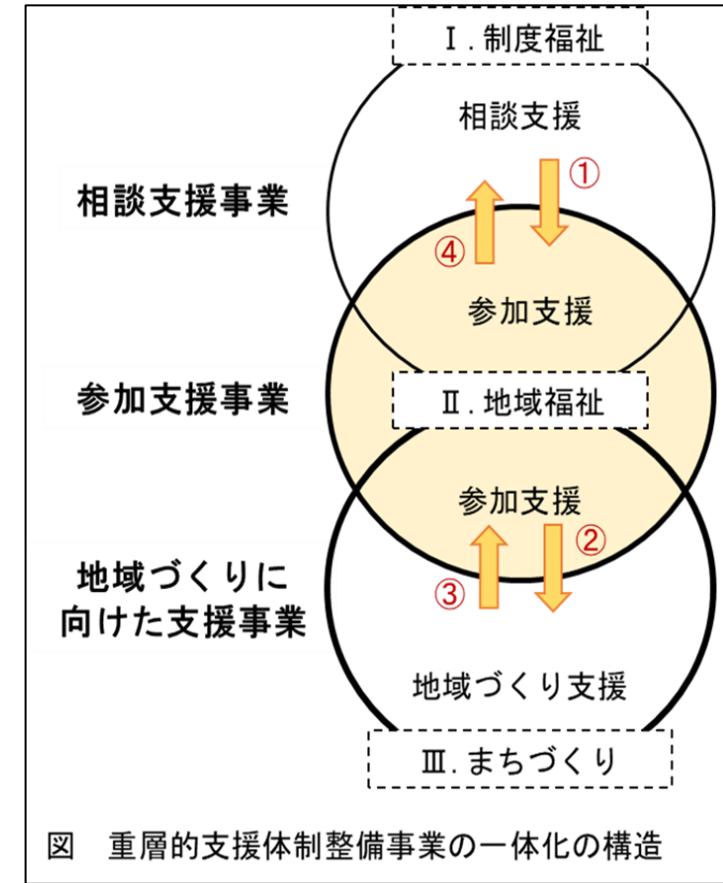 Ⅰ.制度福祉
相談支援
①
相談支援事業
④
参加支援
参加支援事業
Ⅱ.地域福祉
参加支援
②
地域づくりに
向けた支援事業
③
地域づくり支援
Ⅲ.まちづくり
図　重層的支援体制整備事業の一体化の構造